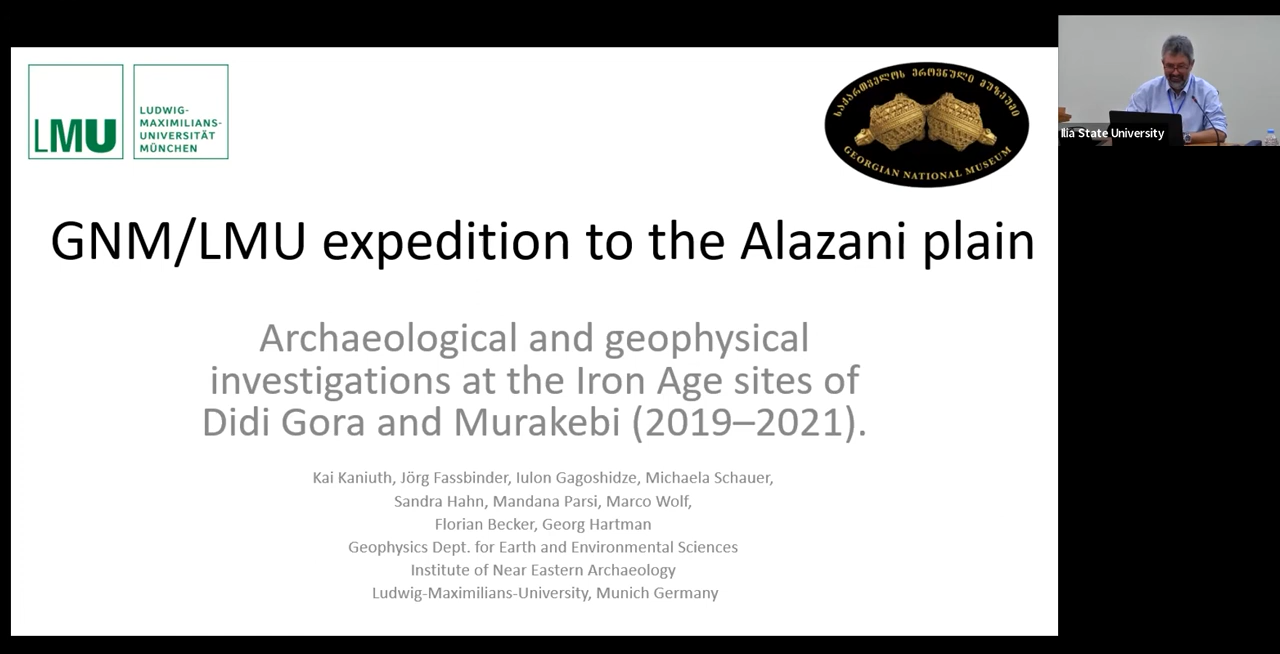 LMU
LUDWIG-
MAXIMILIANS-
UNIVERSITÄT
MÜNCHEN
საქართველოს ეროვნული მუზეუმი
GEORGIAN NATIONAL MUSEUM
Ilia State University
GNM/LMU expedition to the Alazani plain
Archaeological and geophysical
investigations at the Iron Age sites of
Didi Gora and Murakebi (2019–2021).
Kai Kaniuth, Jörg Fassbinder, Iulon Gagoshidze, Michaela Schauer,
Sandra Hahn, Mandana Parsi, Marco Wolf,
Florian Becker, Georg Hartman
Geophysics Dept. for Earth and Environmental Sciences
Institute of Near Eastern Archaeology
Ludwig-Maximilians-University, Munich Germany